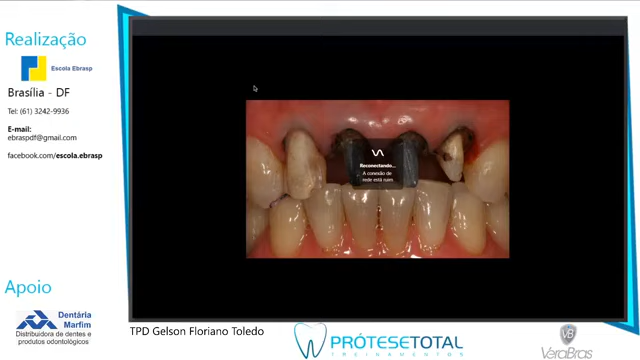 Realização
Escola Ebrasp
Brasília - DF
Tel: (61) 3242-9936
E-mail:
ebraspdf@gmail.com
facebook.com/escola.ebrasp
Reconectando...
A conexão de
rede está ruim
Apoio
Dentária
Marfim
Distribuidora de dentes e
produtos odontológicos
TPD Gelson Floriano Toledo
PRÓTESETOTAL
TREINAMENTOS
VB
VeraBras